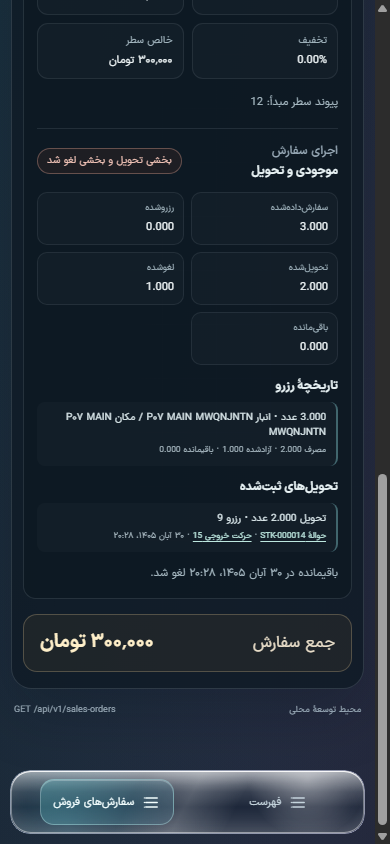 تخفیف
0.00%
خالص سطر
۳۰۰٬۰۰۰ تومان
پیوند سطر مبدأ: 12
اجرای سفارش
موجودی و تحویل
بخشی تحویل و بخشی لغو شد
سفارش‌داده‌شده
3.000
رزروشده
0.000
تحویل‌شده
2.000
لغوشده
1.000
باقی‌مانده
0.000
تاریخچهٔ رزرو
3.000 عدد · انبار P۰۷ MAIN MWQNJNTN / مکان P۰۷ MAIN
MWQNJNTN
مصرف 2.000 · آزادشده 1.000 · باقیمانده 0.000
تحویل‌های ثبت‌شده
تحویل 2.000 عدد · رزرو 9
حوالهٔ STK-000014 · حرکت خروجی 15 · ۳۰ آبان ۱۴۰۵، ۲۰:۲۸
باقیمانده در ۳۰ آبان ۱۴۰۵، ۲۰:۲۸ لغو شد.
جمع سفارش
۳۰۰٬۰۰۰ تومان
محیط توسعهٔ محلی
GET /api/v1/sales-orders
فهرست
سفارش‌های فروش